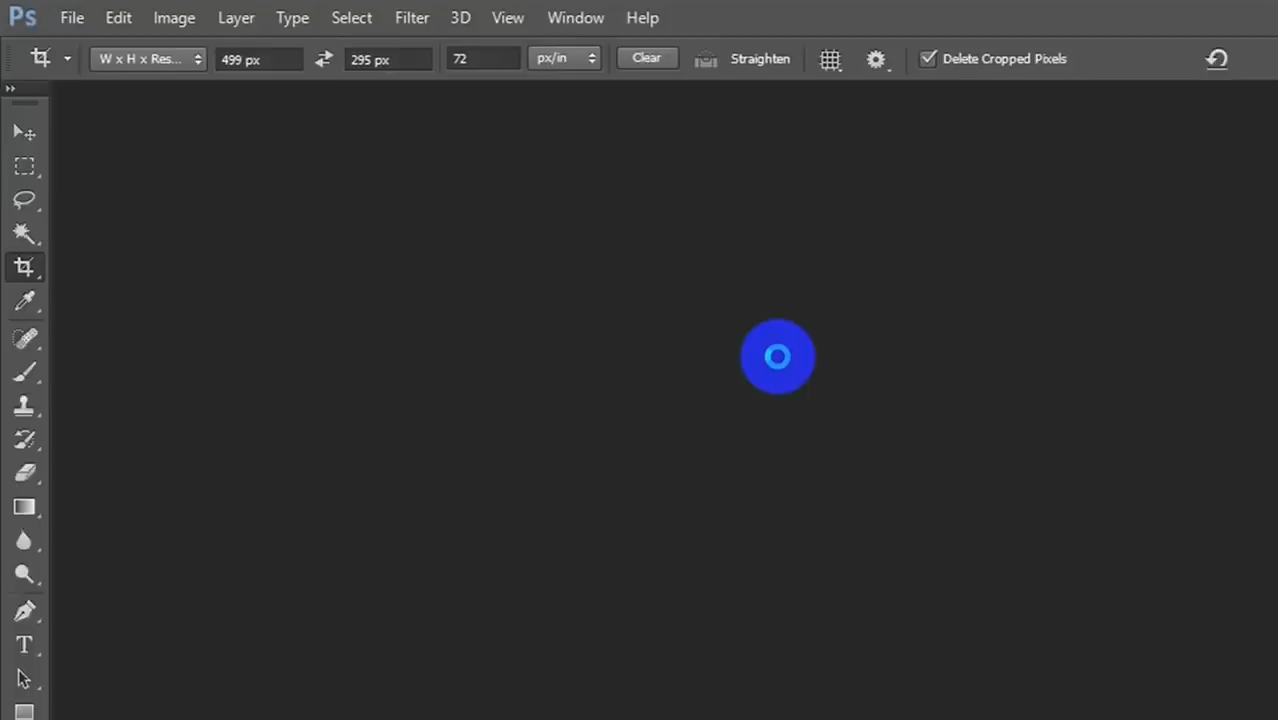 Ps File Edit Image Layer Type Select Filter 3D View Window Help
W x H x Res... 499 px 295 px 72 px/in Clear Straighten Delete Cropped Pixels
T